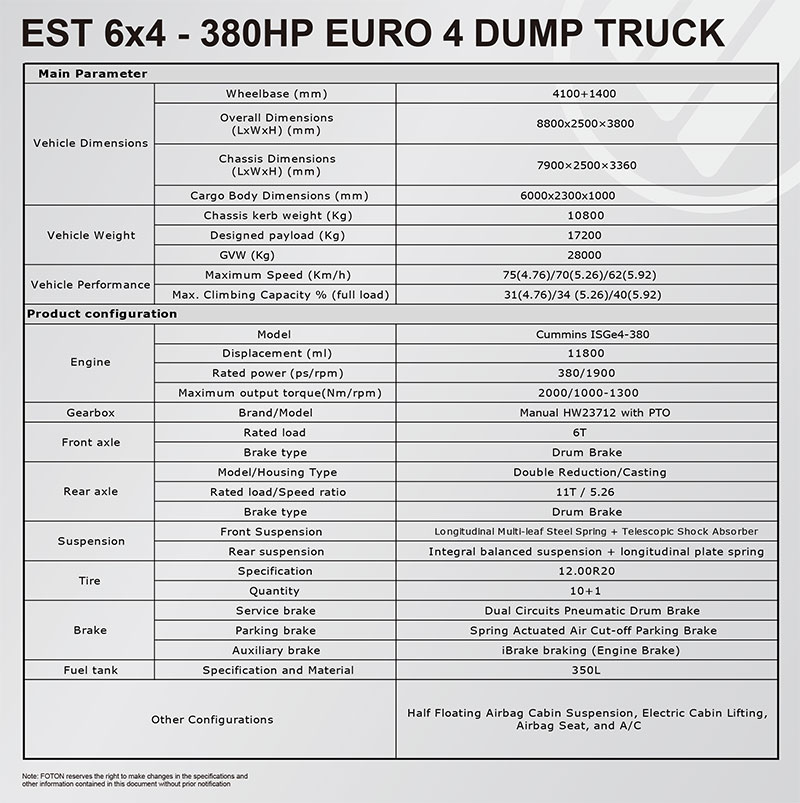 EST 6x4 - 380HP EURO 4 DUMP TRUCK
Main Parameter
Vehicle Dimensions
Wheelbase (mm) 4100+1400
Overall Dimensions
(LxWxH) (mm) 8800x2500×3800
Chassis Dimensions
(LxWxH) (mm) 7900×2500×3360
Cargo Body Dimensions (mm) 6000x2300x1000
Vehicle Weight
Chassis kerb weight (Kg) 10800
Designed payload (Kg) 17200
GVW (Kg) 28000
Vehicle Performance
Maximum Speed (Km/h) 75(4.76)/70(5.26)/62(5.92)
Max. Climbing Capacity % (full load) 31(4.76)/34 (5.26)/40(5.92)
Product configuration
Engine
Model Cummins ISGe4-380
Displacement (ml) 11800
Rated power (ps/rpm) 380/1900
Maximum output torque(Nm/rpm) 2000/1000-1300
Gearbox Brand/Model Manual HW23712 with PTO
Front axle
Rated load 6T
Brake type Drum Brake
Rear axle
Model/Housing Type Double Reduction/Casting
Rated load/Speed ratio 11T / 5.26
Brake type Drum Brake
Suspension
Front Suspension Longitudinal Multi-leaf Steel Spring + Telescopic Shock Absorber
Rear suspension Integral balanced suspension + longitudinal plate spring
Tire
Specification 12.00R20
Quantity 10+1
Brake
Service brake Dual Circuits Pneumatic Drum Brake
Parking brake Spring Actuated Air Cut-off Parking Brake
Auxiliary brake iBrake braking (Engine Brake)
Fuel tank Specification and Material 350L
Other Configurations
Half Floating Airbag Cabin Suspension, Electric Cabin Lifting,
Airbag Seat, and A/C
Note: FOTON reserves the right to make changes in the specifications and
other information contained in this document without prior notification